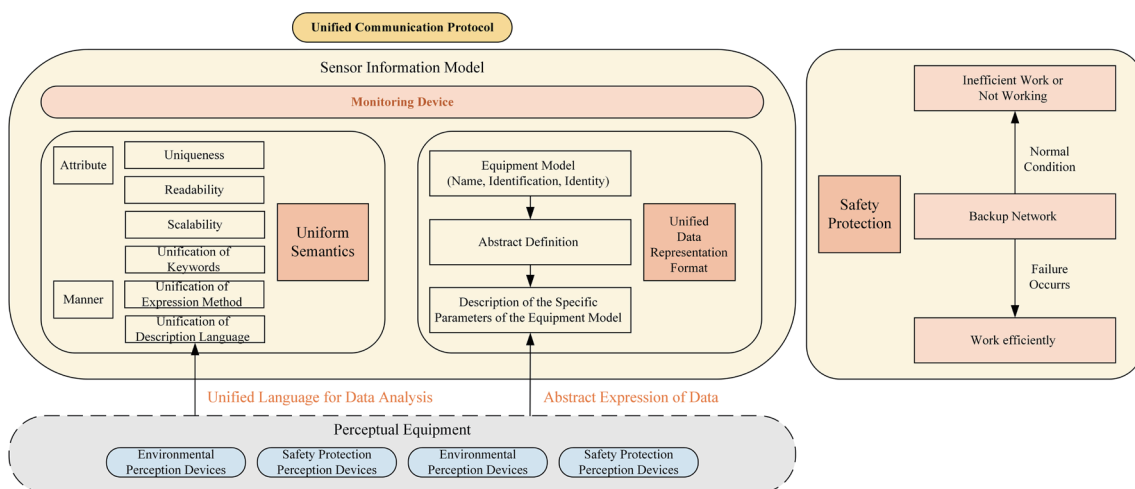 Unified Communication Protocol
Sensor Information Model
Monitoring Device
Attribute
Uniqueness
Readability
Scalability
Unification of
Keywords
Manner
Unification of
Expression Method
Unification of
Description Language
Uniform
Semantics
Equipment Model
(Name, Identification, Identity)
Abstract Definition
Description of the Specific
Parameters of the Equipment Model
Unified
Data
Representation
Format
Unified Language for Data Analysis
Abstract Expression of Data
Perceptual Equipment
Environmental
Perception Devices
Safety Protection
Perception Devices
Environmental
Perception Devices
Safety Protection
Perception Devices
Safety
Protection
Inefficient Work or
Not Working
Normal
Condition
Backup Network
Failure
Occurrs
Work efficiently